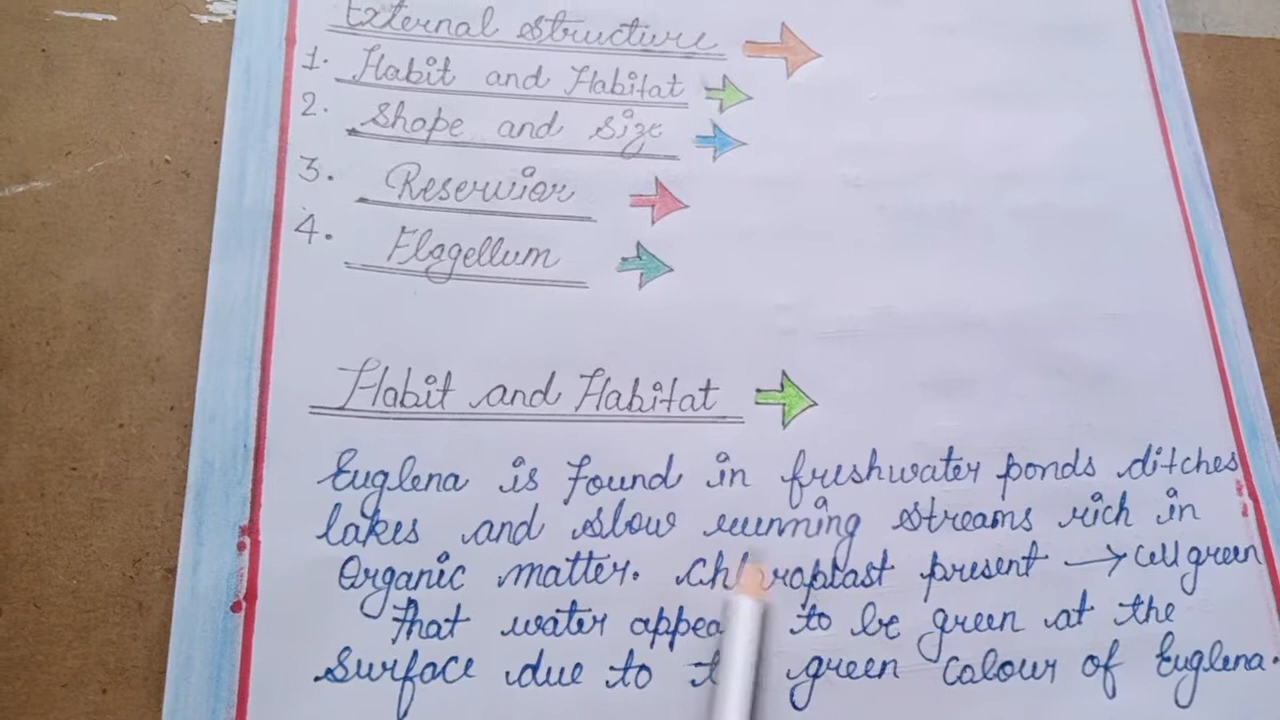 External Structure
1. Habit and Habitat
2. Shape and Size
3. Reserviar
4. Flagellum
Habit and Habitat
Euglena is found in freshwater ponds ditches
lakes and slow running streams rich in
Organic matter. Chloroplast present → cell green
that water appea to be green at the
surface due to green colour of Euglena.